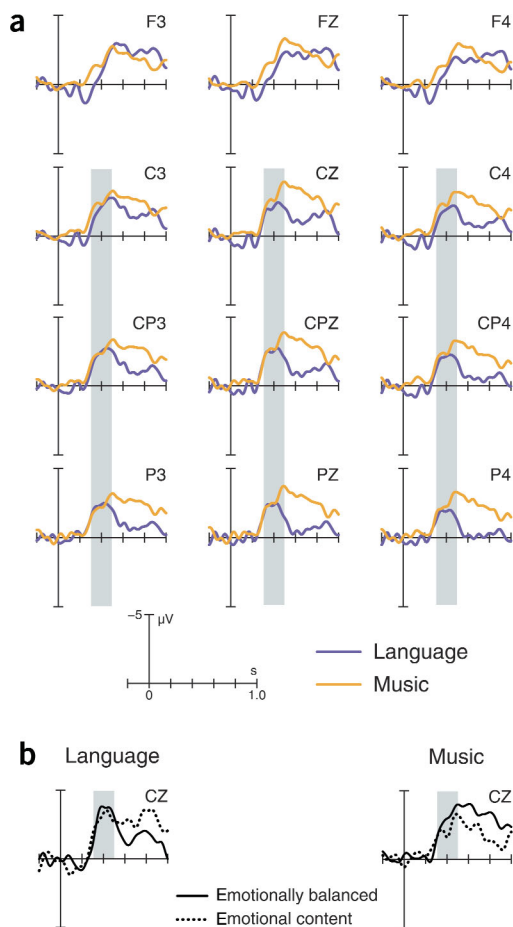 a
F3 FZ F4
C3 CZ C4
CP3 CPZ CP4
P3 PZ P4
−5 µV
s
0 1.0
Language
Music
b
Language Music
CZ CZ
Emotionally balanced
Emotional content